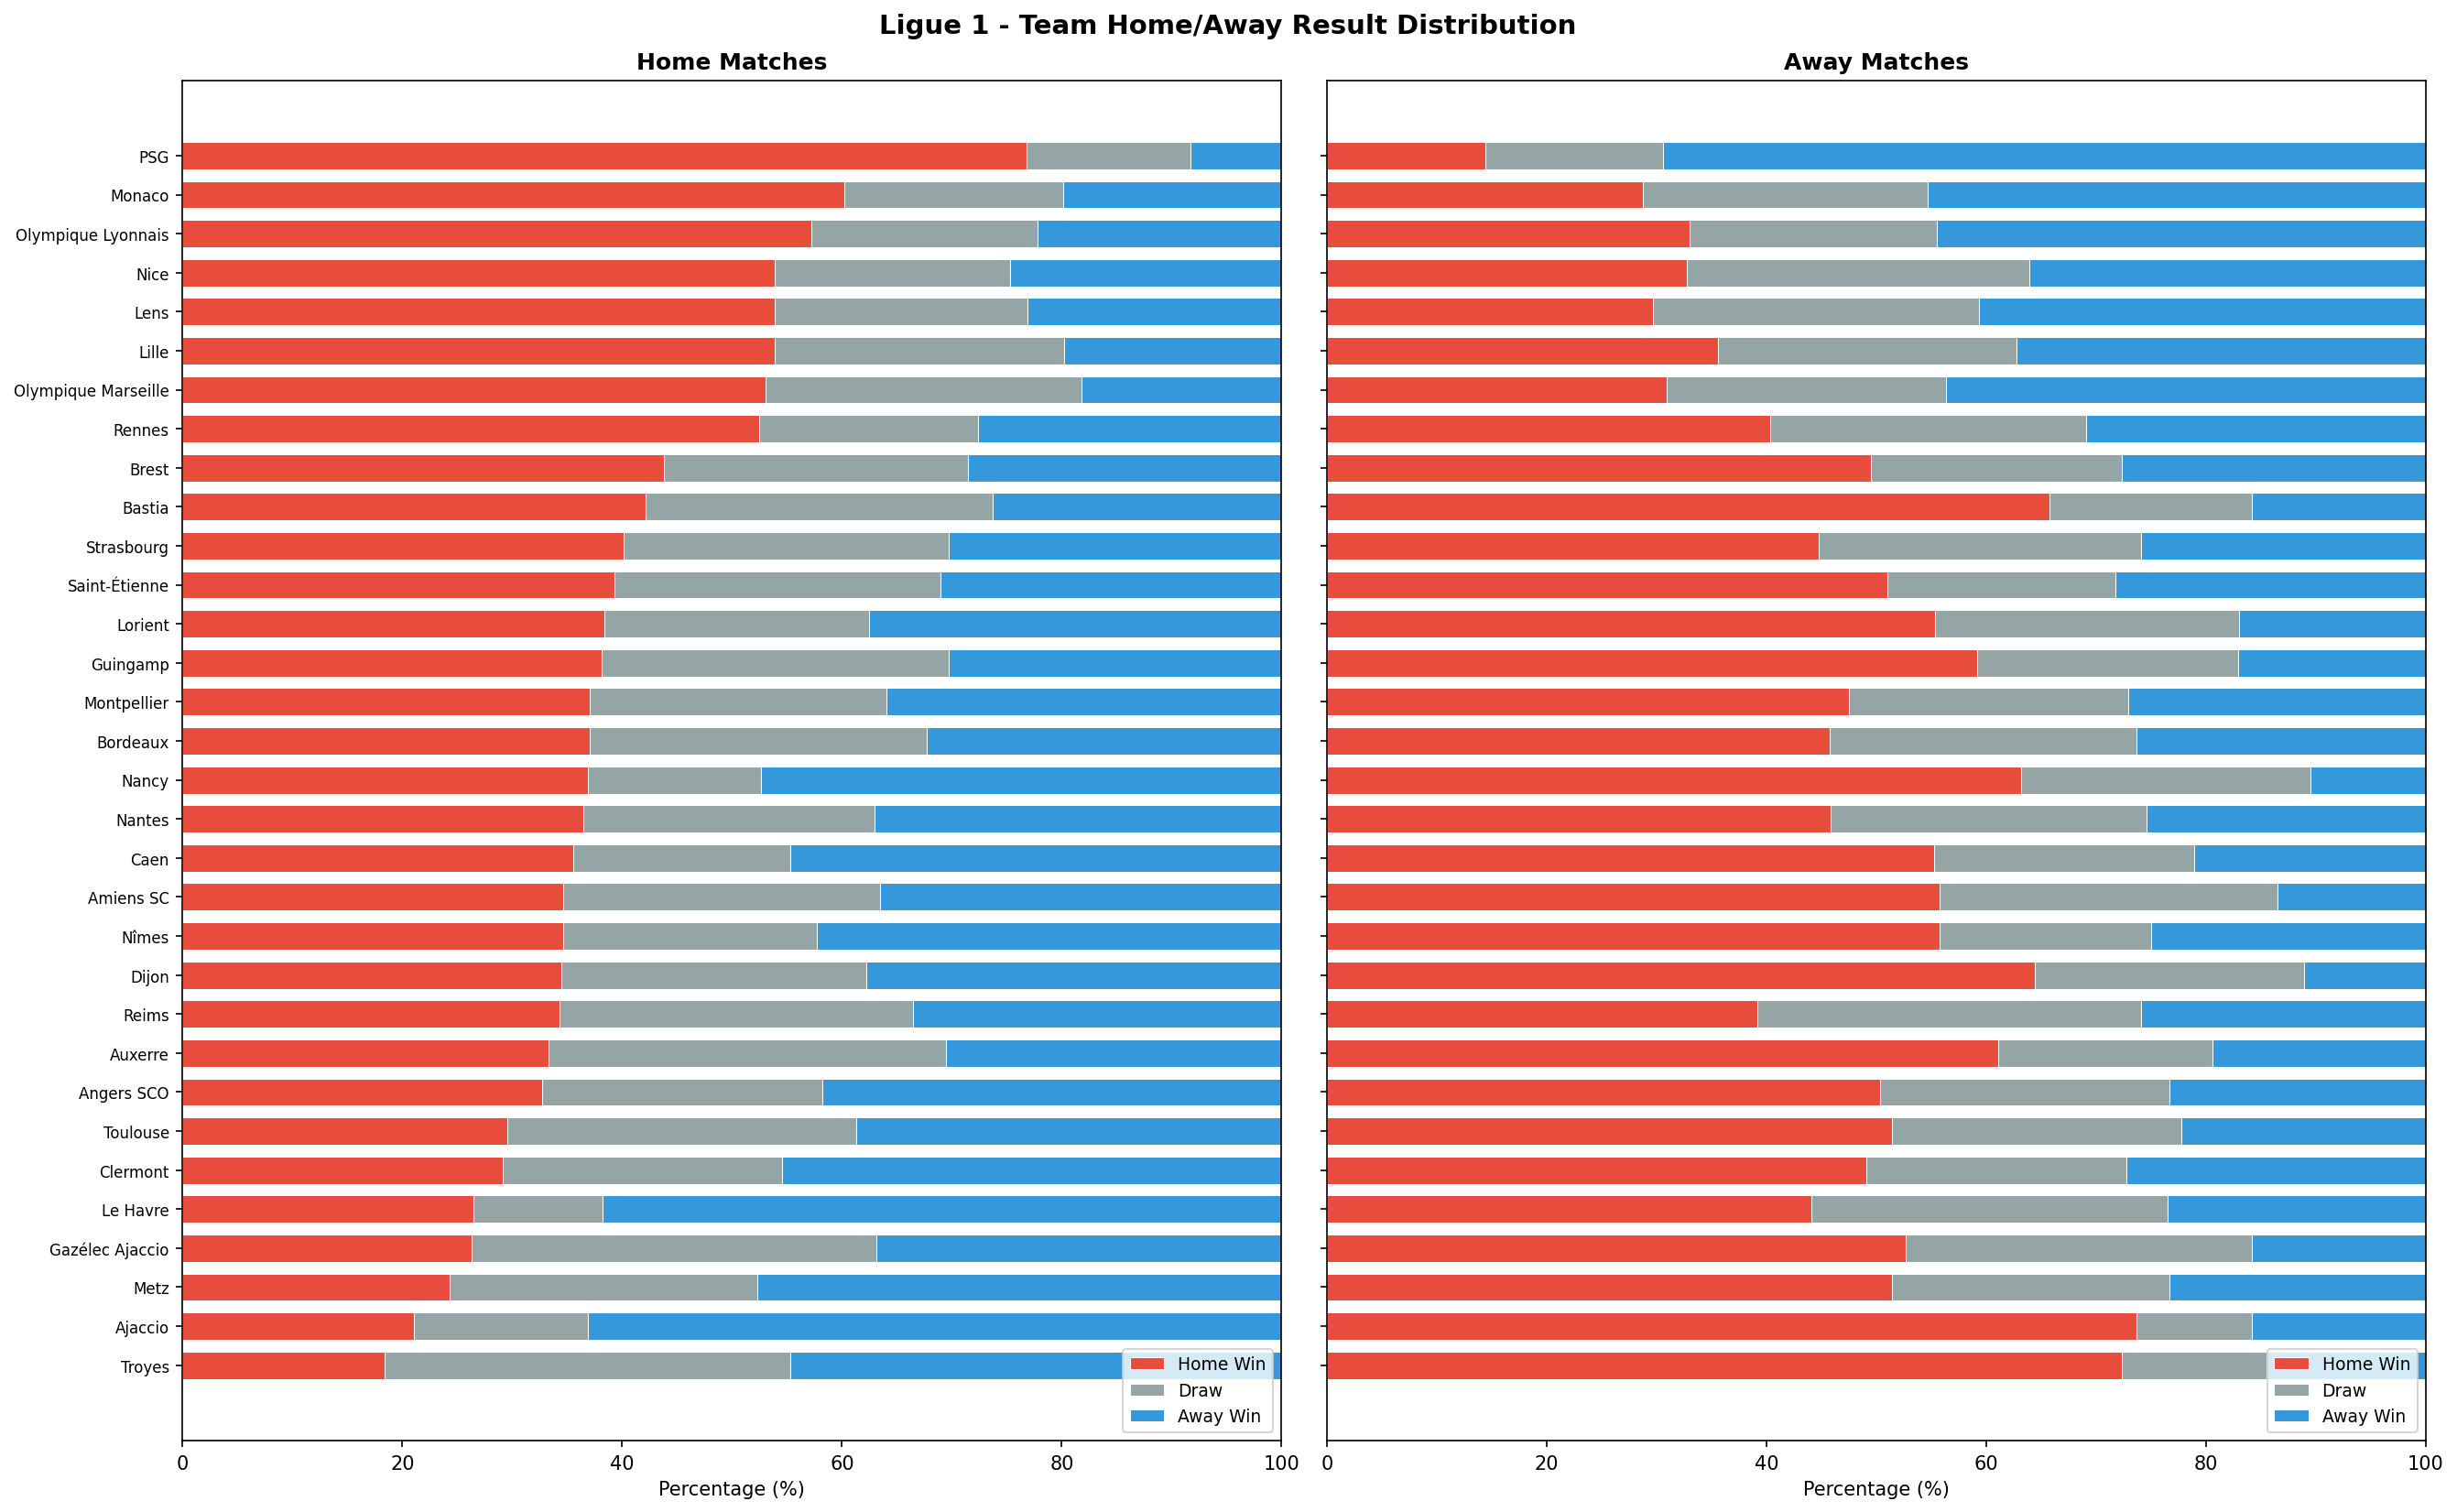 Ligue 1 - Team Home/Away Result Distribution
Home Matches
PSG
Monaco
Olympique Lyonnais
Nice
Lens
Lille
Olympique Marseille
Rennes
Brest
Bastia
Strasbourg
Saint-Étienne
Lorient
Guingamp
Montpellier
Bordeaux
Nancy
Nantes
Caen
Amiens SC
Nîmes
Dijon
Reims
Auxerre
Angers SCO
Toulouse
Clermont
Le Havre
Gazélec Ajaccio
Metz
Ajaccio
Troyes
Home Win
Draw
Away Win
0 20 40 60 80 100
Percentage (%)
Away Matches
Home Win
Draw
Away Win
0 20 40 60 80 100
Percentage (%)